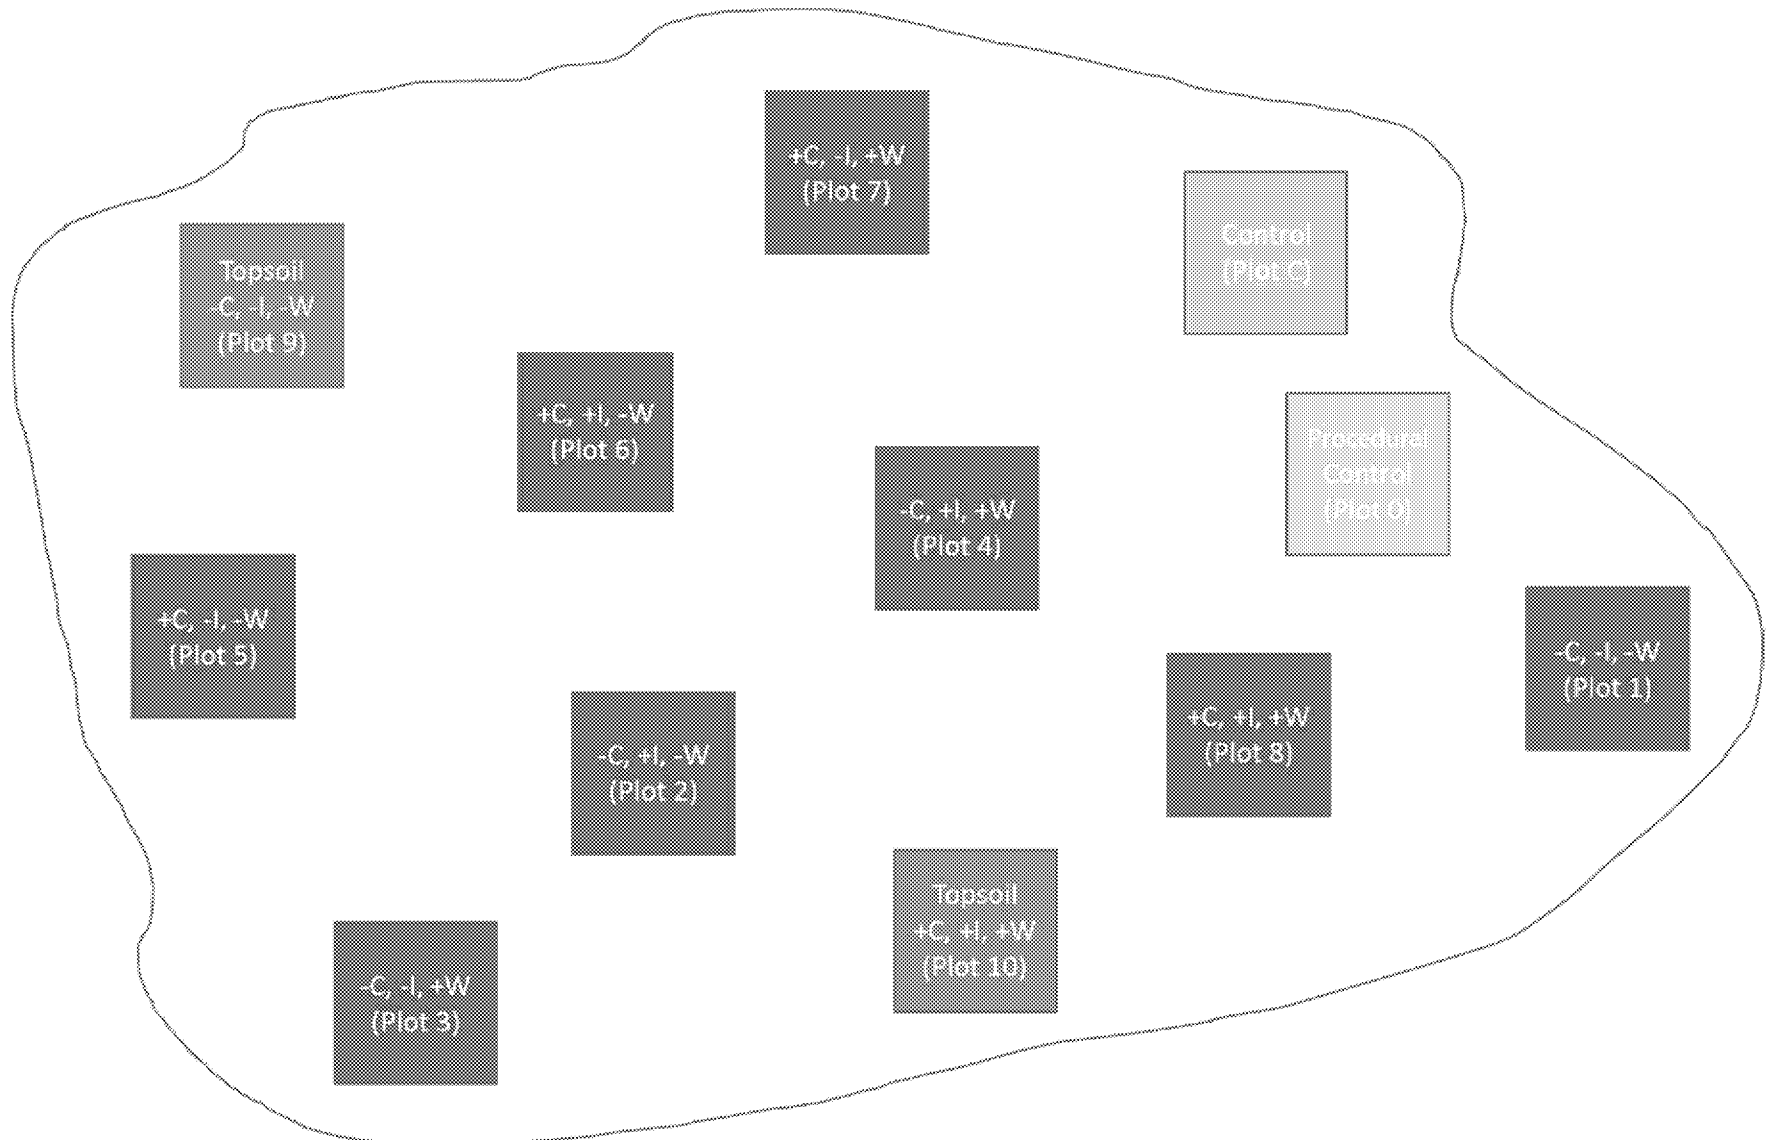 +C, -I, +W
(Plot 7)
Control
(Plot C)
Topsoil
-C, -I, -W
(Plot 9)
+C, +I, -W
(Plot 6)
Procedural
Control
(Plot 0)
-C, +I, +W
(Plot 4)
+C, -I, -W
(Plot 5)
-C, -I, -W
(Plot 1)
+C, +I, +W
(Plot 8)
-C, +I, -W
(Plot 2)
Topsoil
+C, +I, +W
(Plot 10)
-C, -I, +W
(Plot 3)